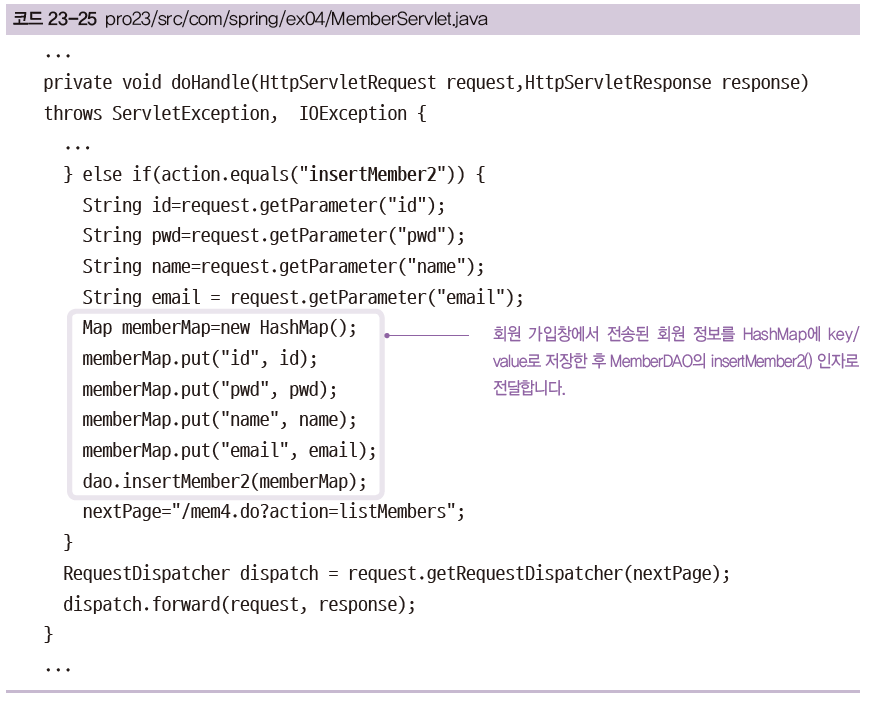 코드 23-25 pro23/src/com/spring/ex04/MemberServlet.java
...
private void doHandle(HttpServletRequest request,HttpServletResponse response)
throws ServletException,  IOException {
...
} else if(action.equals("insertMember2")) {
String id=request.getParameter("id");
String pwd=request.getParameter("pwd");
String name=request.getParameter("name");
String email = request.getParameter("email");
Map memberMap=new HashMap();
memberMap.put("id", id);
memberMap.put("pwd", pwd);
memberMap.put("name", name);
memberMap.put("email", email);
dao.insertMember2(memberMap);
회원 가입창에서 전송된 회원 정보를 HashMap에 key/
value로 저장한 후 MemberDAO의 insertMember2() 인자로
전달합니다.
nextPage="/mem4.do?action=listMembers";
}
RequestDispatcher dispatch = request.getRequestDispatcher(nextPage);
dispatch.forward(request, response);
}
...